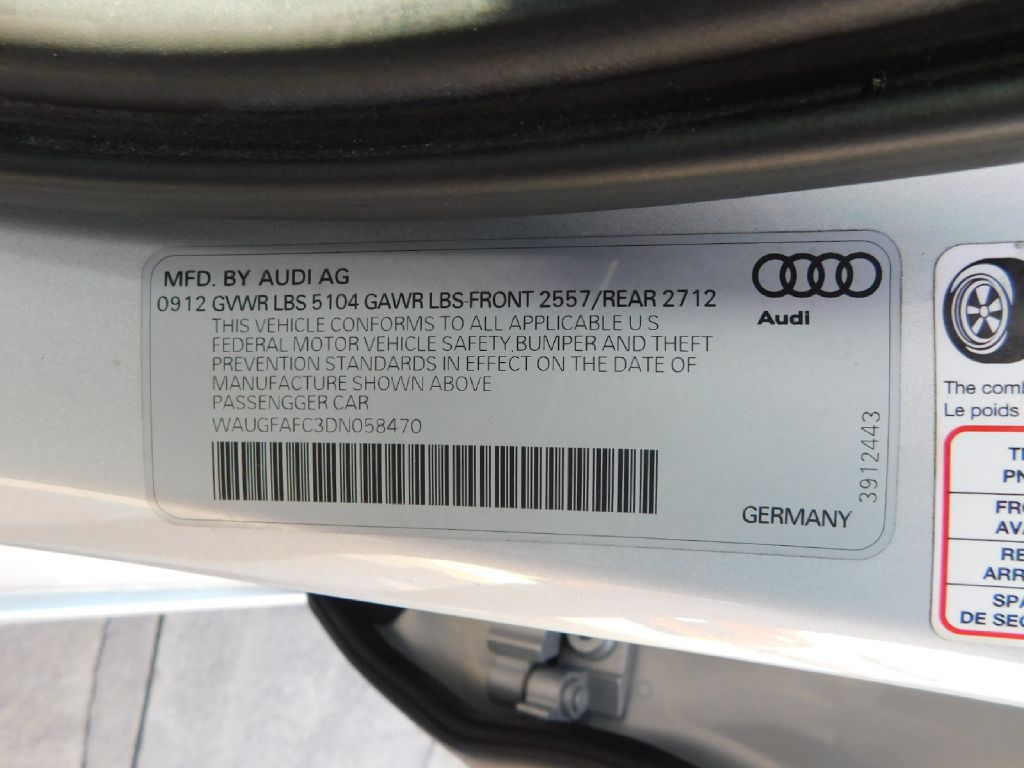 MFD. BY AUDI AG
0912 GVWR LBS 5104 GAWR LBS-FRONT 2557/REAR 2712
THIS VEHICLE CONFORMS TO ALL APPLICABLE U.S.
FEDERAL MOTOR VEHICLE SAFETY,BUMPER AND THEFT
PREVENTION STANDARDS IN EFFECT ON THE DATE OF
MANUFACTURE SHOWN ABOVE
PASSENGGER CAR
WAUGFAFC3DN058470
Audi
3912443
GERMANY
The comb
Le poids
TI
PN
FRO
AVA
RE
ARR
SPA
DE SEC